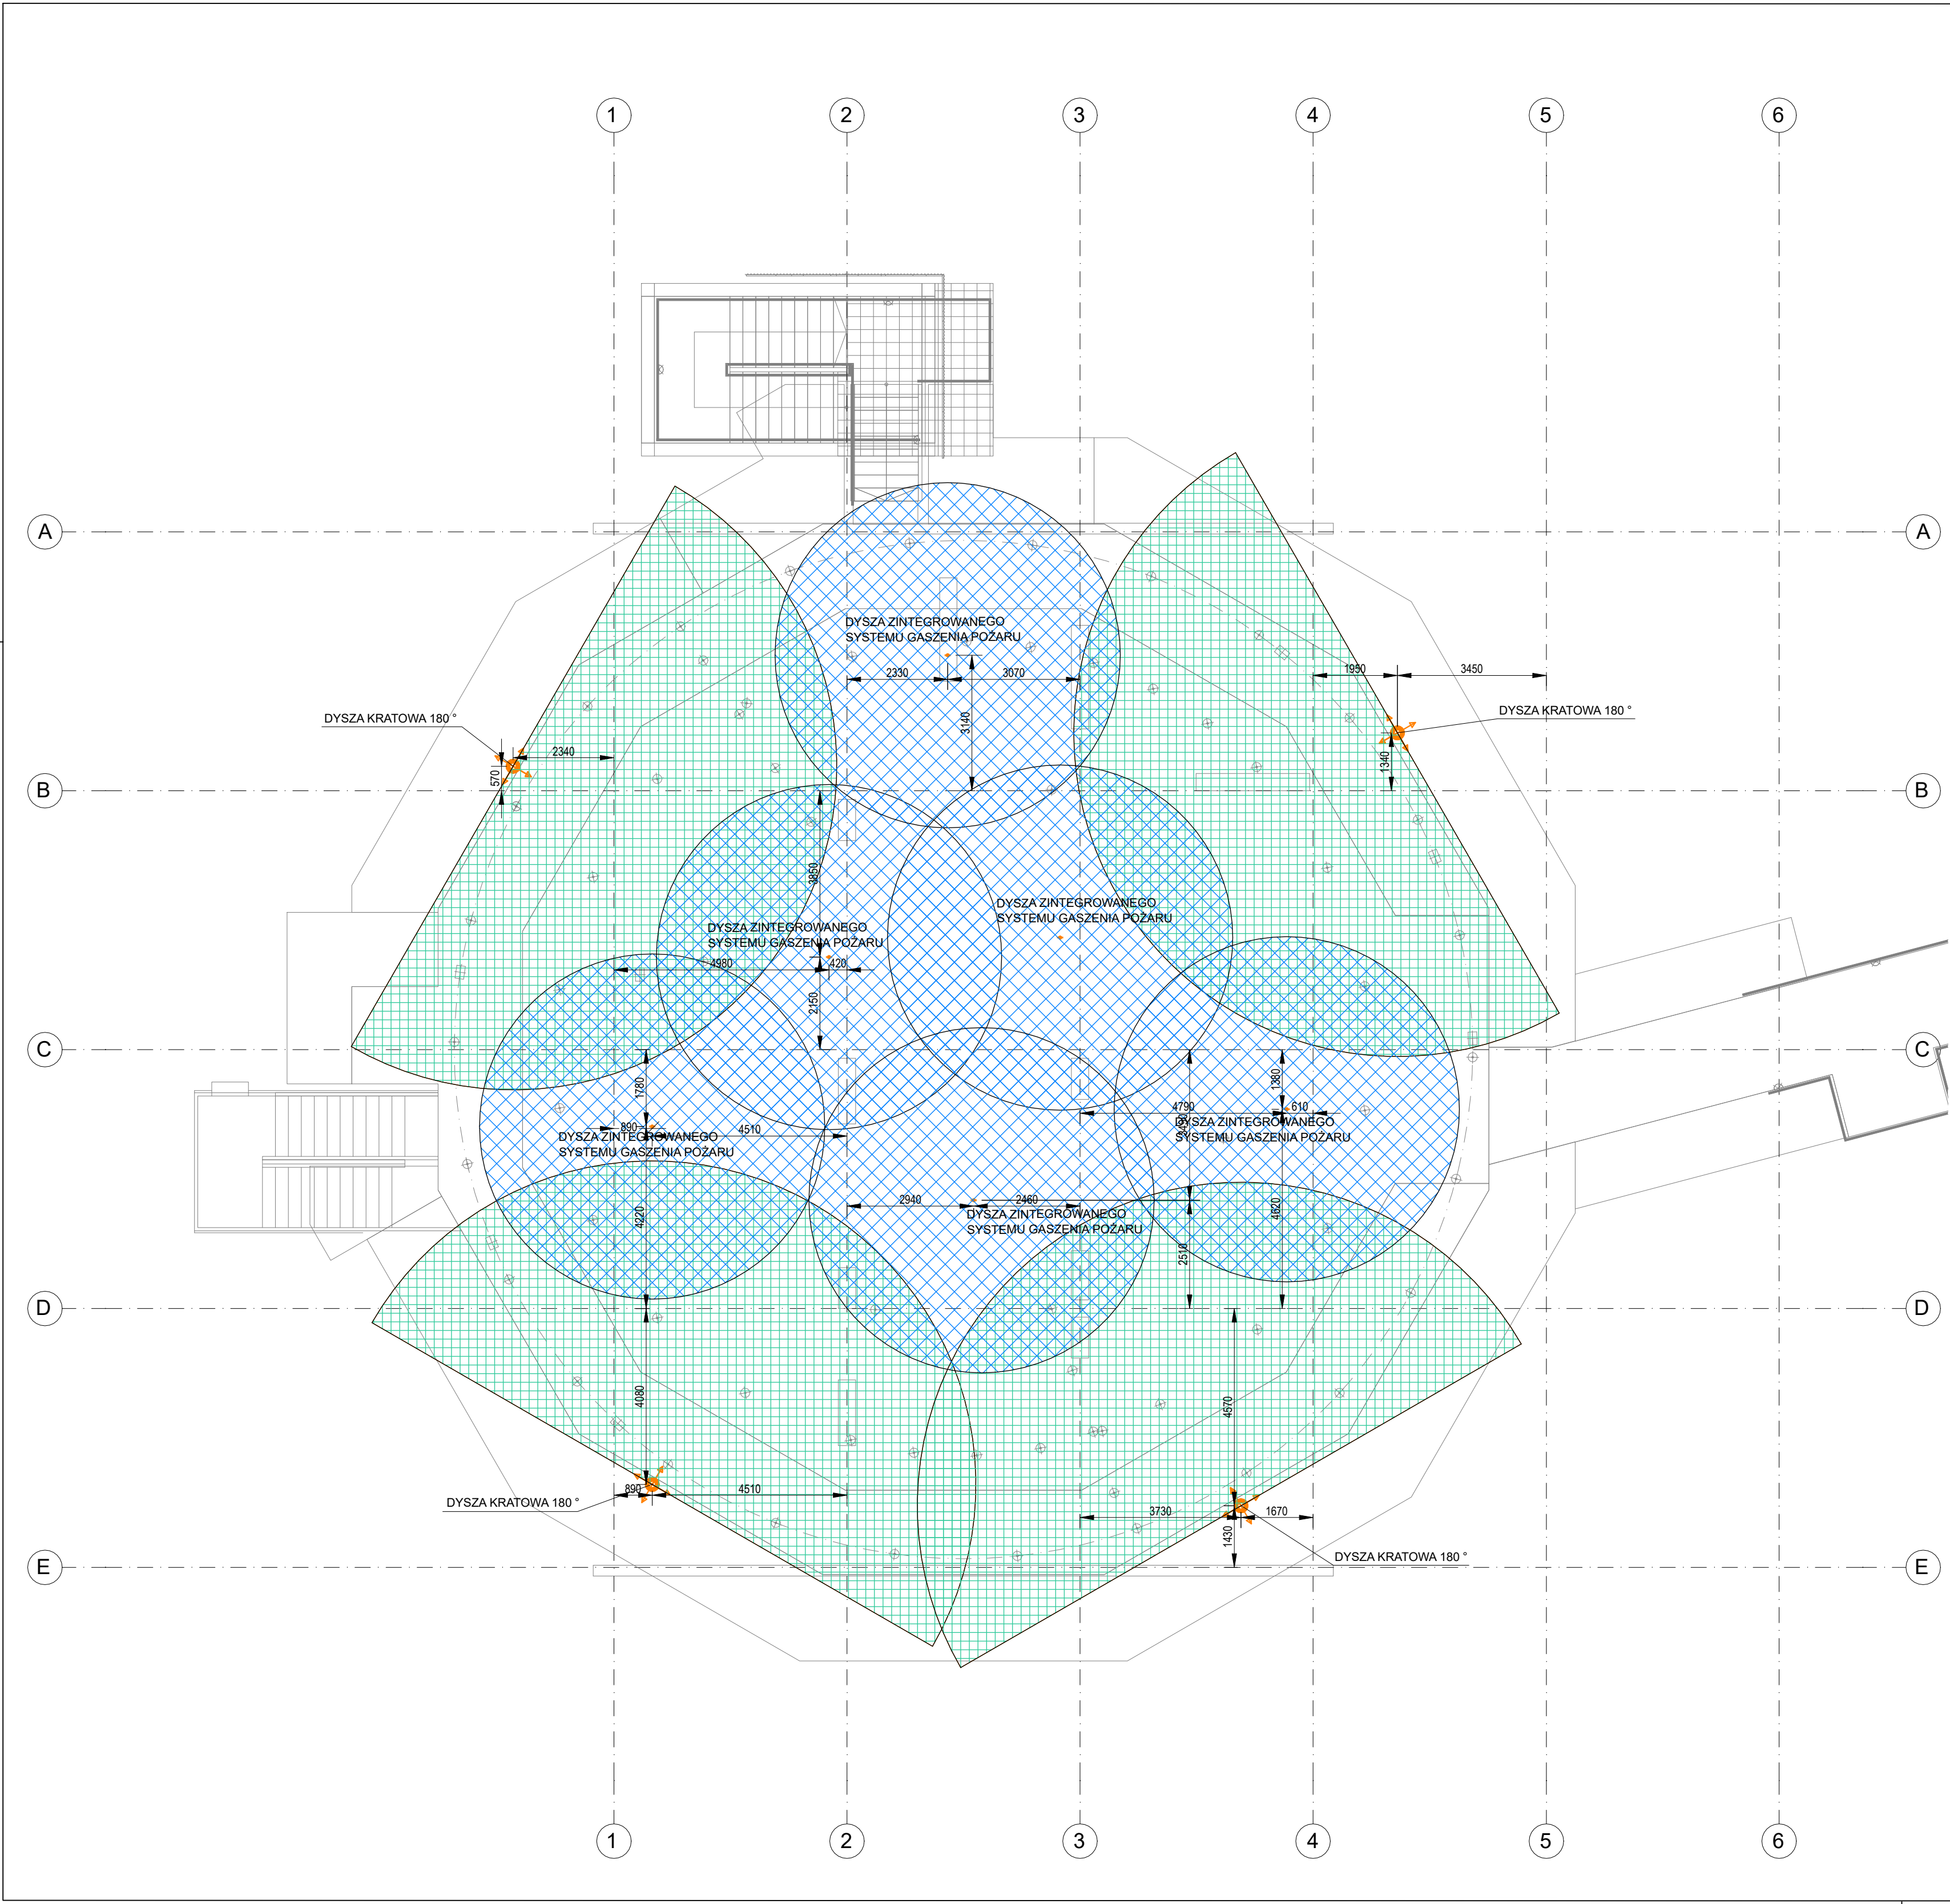 1 2 3 4 5 6
A A
DYSZA ZINTEGROWANEGO
SYSTEMU GASZENIA POŻARU
2330 3070
1950 3450
DYSZA KRATOWA 180 °
DYSZA KRATOWA 180 °
3140
2340
1340
570
B B
3850
DYSZA ZINTEGROWANEGO
SYSTEMU GASZENIA POŻARU
DYSZA ZINTEGROWANEGO
SYSTEMU GASZENIA POŻARU
4980 420
2150
C C
1780
1380
4790 610
890 4510
DYSZA ZINTEGROWANEGO
SYSTEMU GASZENIA POŻARU
DYSZA ZINTEGROWANEGO
SYSTEMU GASZENIA POŻARU
2940 2460
DYSZA ZINTEGROWANEGO
SYSTEMU GASZENIA POŻARU
4220
4620
2510
D D
4080
4570
890 4510
DYSZA KRATOWA 180 °
3730 1670
1430
DYSZA KRATOWA 180 °
E E
1 2 3 4 5 6